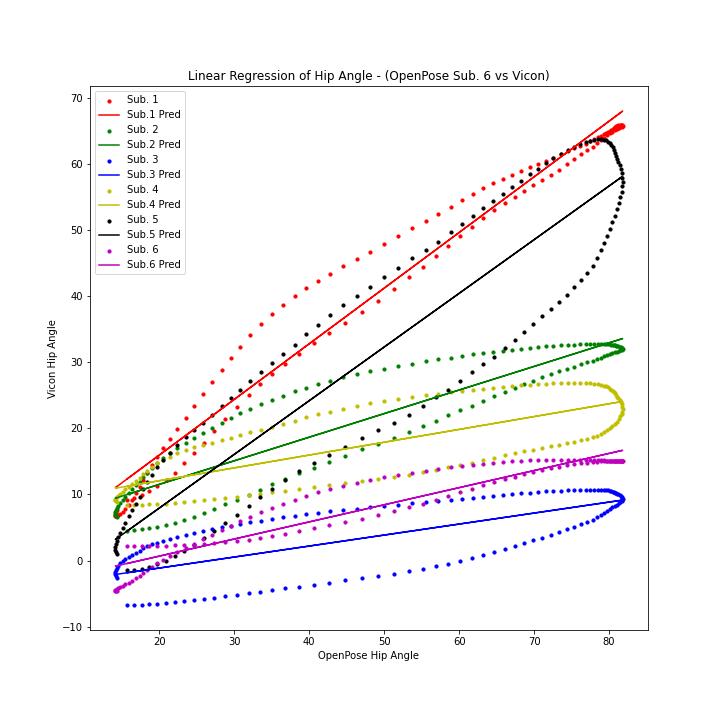 Linear Regression of Hip Angle - (OpenPose Sub. 6 vs Vicon)
Sub. 1
Sub.1 Pred
Sub. 2
Sub.2 Pred
Sub. 3
Sub.3 Pred
Sub. 4
Sub.4 Pred
Sub. 5
Sub.5 Pred
Sub. 6
Sub.6 Pred
Vicon Hip Angle
70
60
50
40
30
20
10
0
−10
20 30 40 50 60 70 80
OpenPose Hip Angle